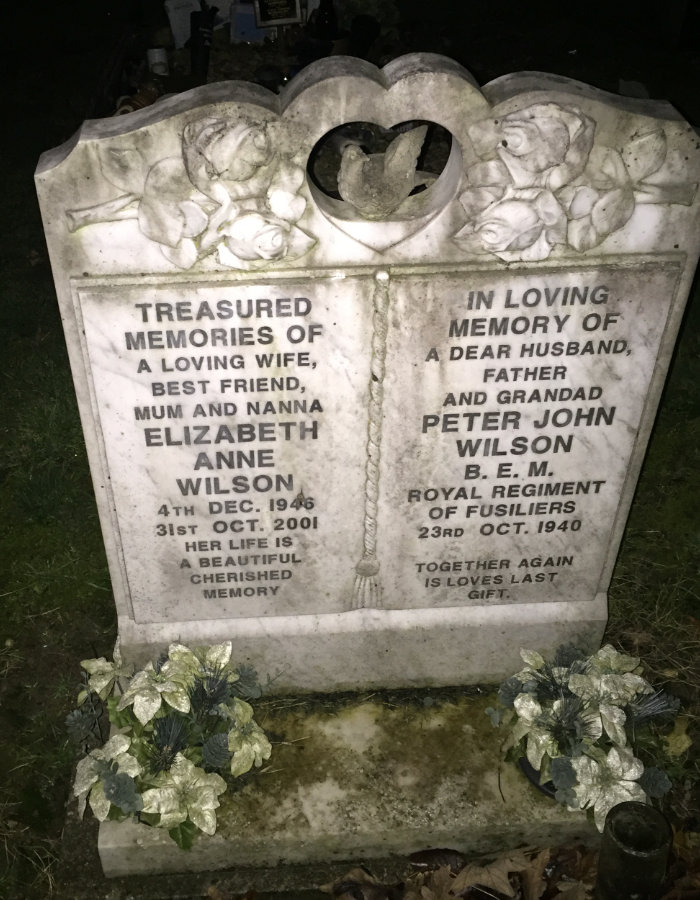 TREASURED
MEMORIES OF
A LOVING WIFE,
BEST FRIEND,
MUM AND NANNA
ELIZABETH
ANNE
WILSON
4TH DEC. 1946
31ST OCT. 2001
HER LIFE IS
A BEAUTIFUL
CHERISHED
MEMORY
IN LOVING
MEMORY OF
A DEAR HUSBAND,
FATHER
AND GRANDAD
PETER JOHN
WILSON
B. E. M.
ROYAL REGIMENT
OF FUSILIERS
23RD OCT. 1940
TOGETHER AGAIN
IS LOVES LAST
GIFT.